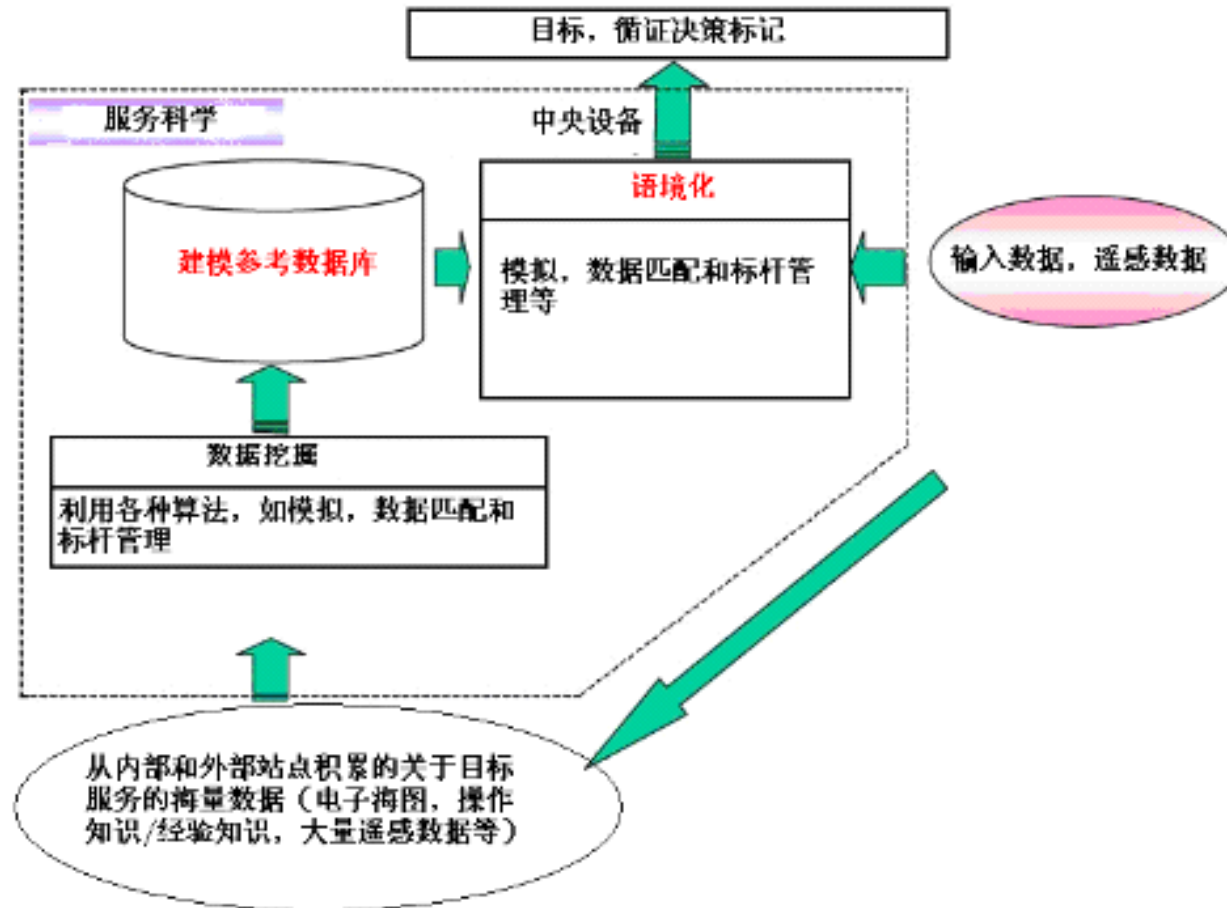 目标，循证决策标记
服务科学
中央设备
语境化
建模参考数据库
模拟，数据匹配和标杆管
理等
输入数据，遥感数据
数据挖掘
利用各种算法，如模拟，数据匹配和
标杆管理
从内部和外部站点积累的关于目标
服务的海量数据（电子海图，操作
知识/经验知识，大量遥感数据等）